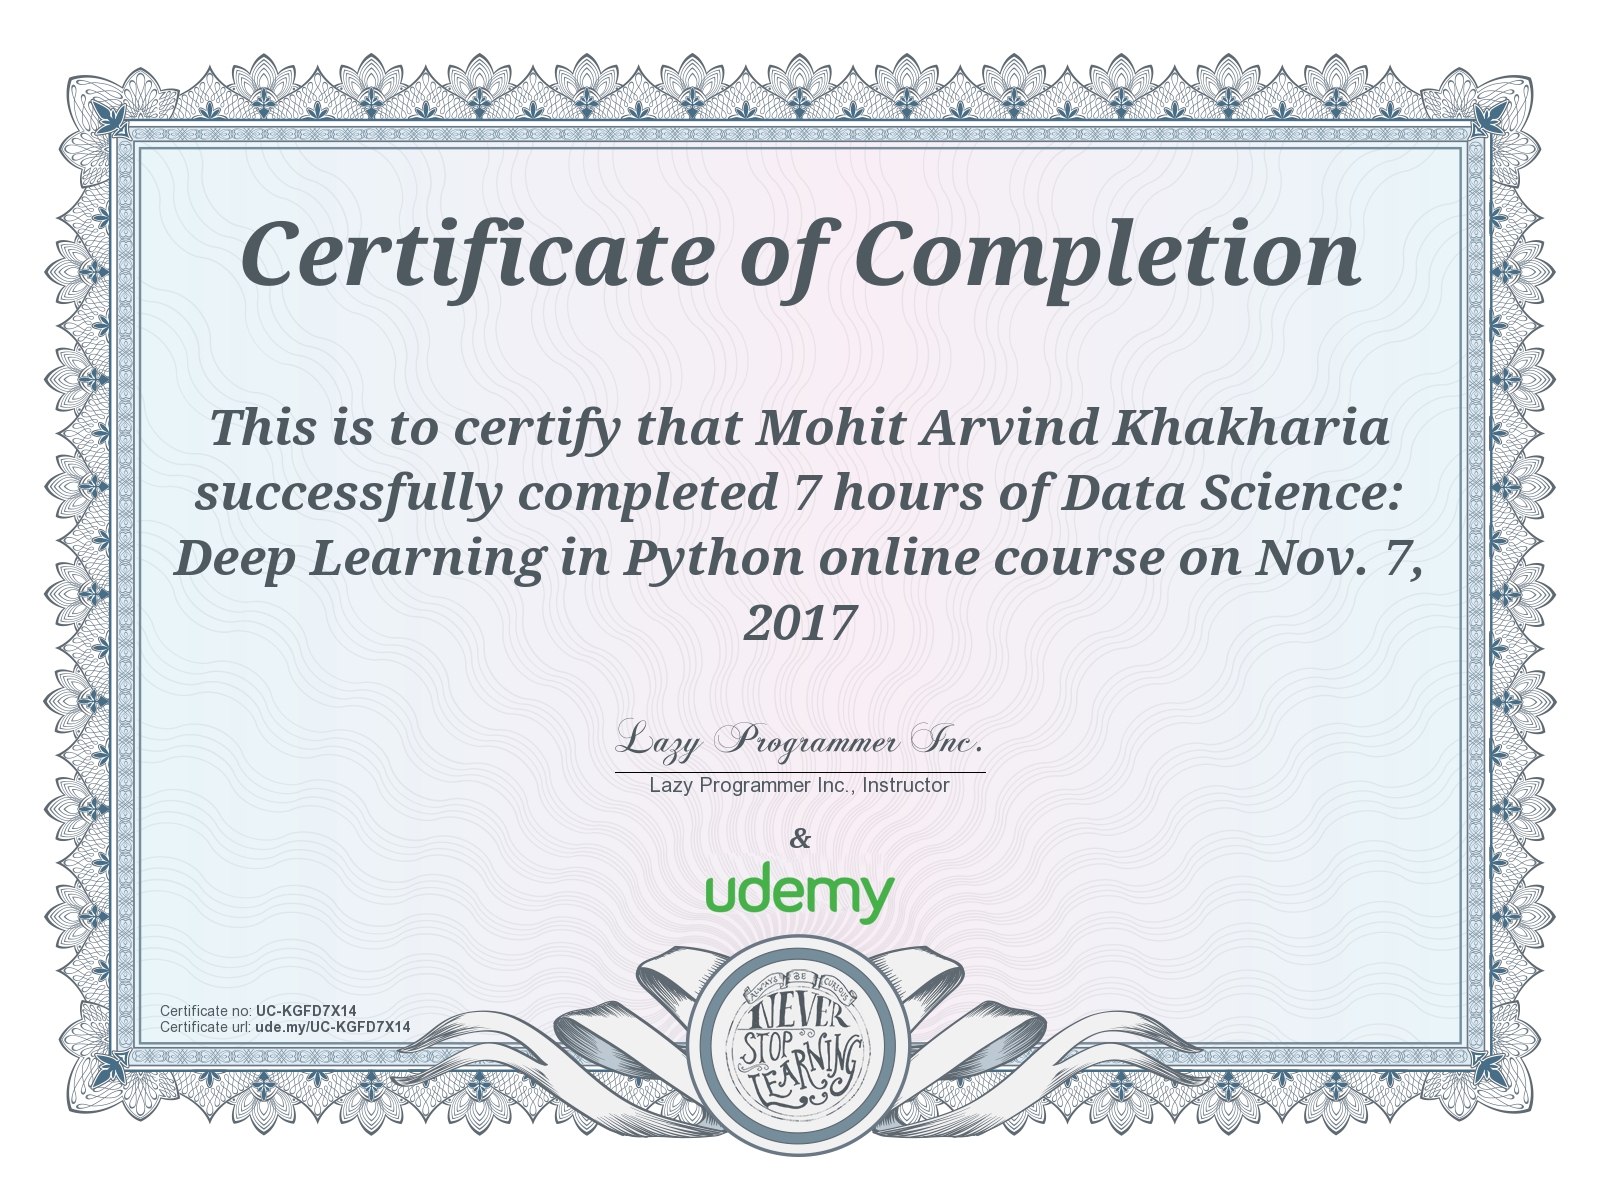 Certificate of Completion
This is to certify that Mohit Arvind Khakharia
successfully completed 7 hours of Data Science:
Deep Learning in Python online course on Nov. 7,
2017
Lazy Programmer Inc.
Lazy Programmer Inc., Instructor
&
udemy
Certificate no: UC-KGFD7X14
Certificate url: ude.my/UC-KGFD7X14
ALWAYS BE CURIOUS
NEVER
STOP
LEARNING